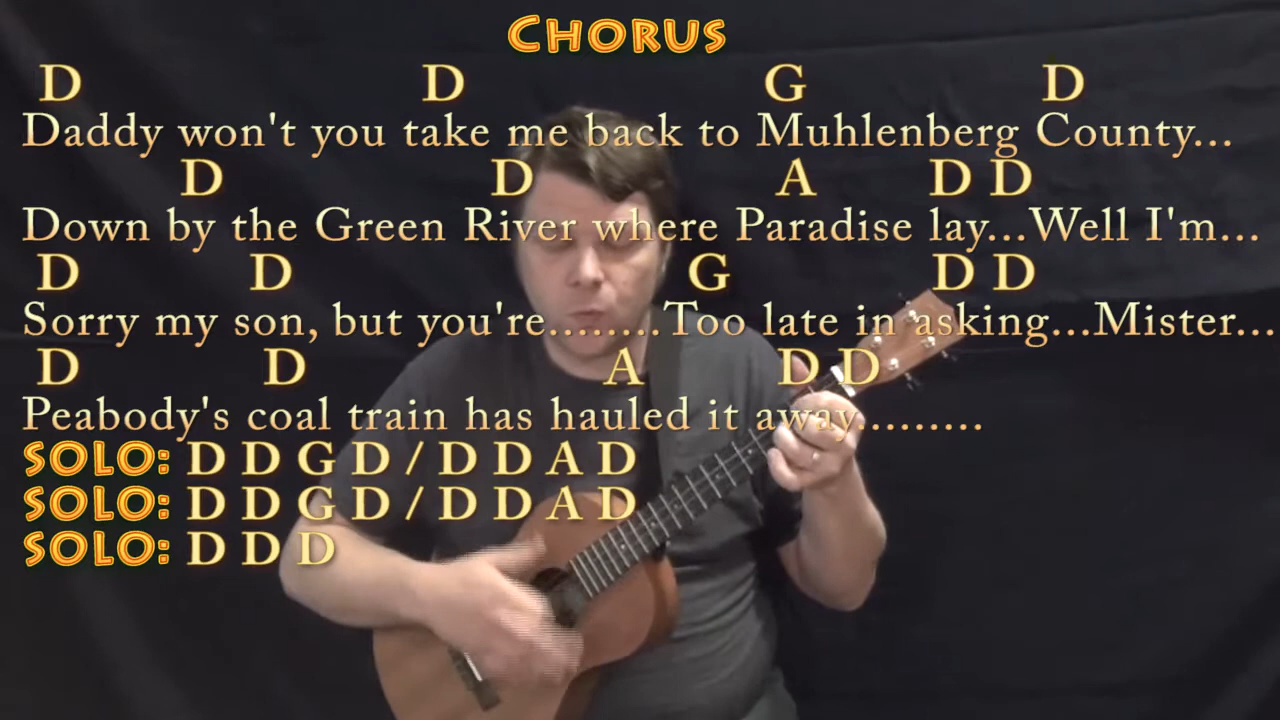 CHORUS
D D G D
Daddy won't you take me back to Muhlenberg County...
D D A D D
Down by the Green River where Paradise lay...Well I'm...
D D G D D
Sorry my son, but you're........Too late in asking...Mister...
D D A D D
Peabody's coal train has hauled it away.........
SOLO: D D G D / D D A D
SOLO: D D G D / D D A D
SOLO: D D D